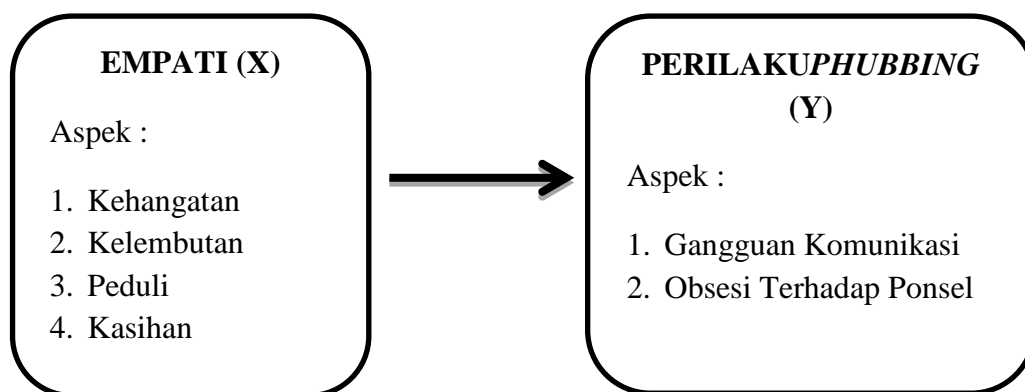 EMPATI (X)
Aspek :
1. Kehangatan
2. Kelembutan
3. Peduli
4. Kasihan
PERILAKUPHUBBING
(Y)
Aspek :
1. Gangguan Komunikasi
2. Obsesi Terhadap Ponsel